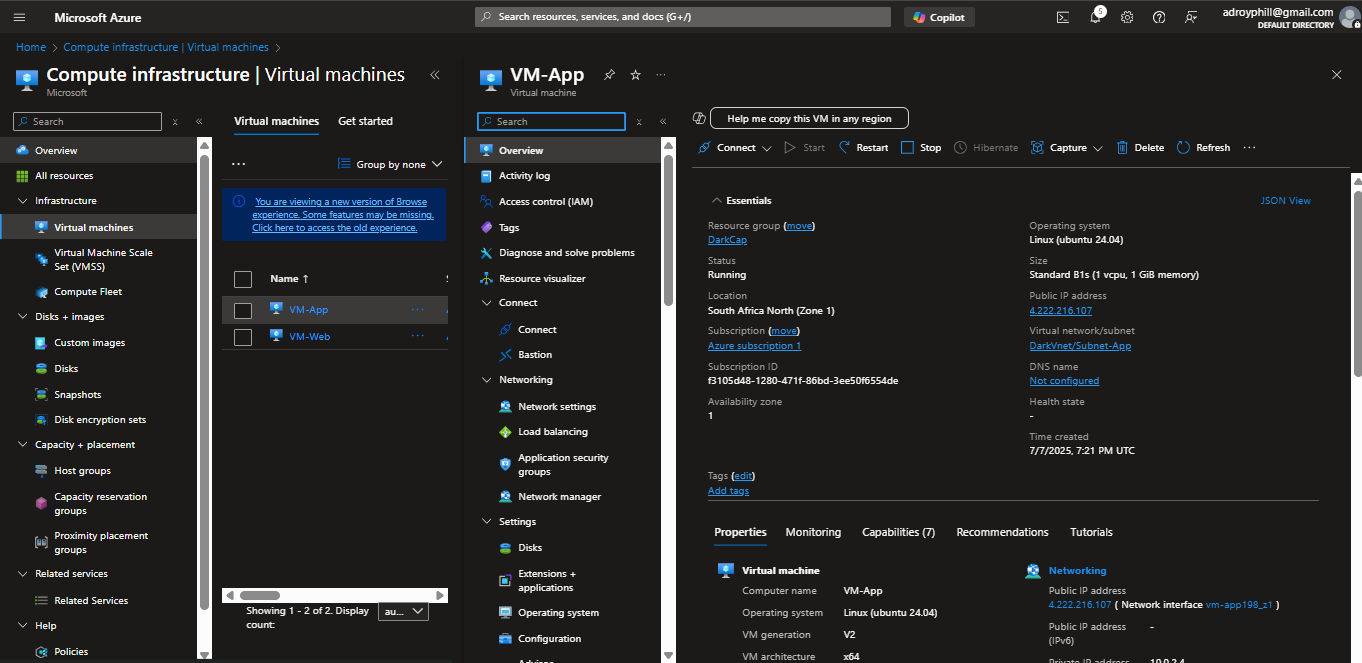 Microsoft Azure
Search resources, services, and docs (G+/)
Copilot
5
adroyphill@gmail.com
DEFAULT DIRECTORY
Home > Compute infrastructure | Virtual machines >
Compute infrastructure | Virtual machines
Microsoft
Search
Overview
All resources
Infrastructure
Virtual machines
Virtual Machine Scale
Set (VMSS)
Compute Fleet
Disks + images
Custom images
Disks
Snapshots
Disk encryption sets
Capacity + placement
Host groups
Capacity reservation
groups
Proximity placement
groups
Related services
Related Services
Help
Policies
Virtual machines
Get started
Group by none
You are viewing a new version of Browse
experience. Some features may be missing.
Click here to access the old experience.
Name ↑
VM-App
VM-Web
Showing 1 - 2 of 2. Display
count:
au...
VM-App
Virtual machine
Search
Overview
Activity log
Access control (IAM)
Tags
Diagnose and solve problems
Resource visualizer
Connect
Connect
Bastion
Networking
Network settings
Load balancing
Application security
groups
Network manager
Settings
Disks
Extensions +
applications
Operating system
Configuration
Help me copy this VM in any region
Connect
Start
Restart
Stop
Hibernate
Capture
Delete
Refresh
Essentials
JSON View
Resource group (move)
DarkCap
Status
Running
Location
South Africa North (Zone 1)
Subscription (move)
Azure subscription 1
Subscription ID
f3105d48-1280-471f-86bd-3ee50f6554de
Availability zone
1
Operating system
Linux (ubuntu 24.04)
Size
Standard B1s (1 vcpu, 1 GiB memory)
Public IP address
4.222.216.107
Virtual network/subnet
DarkVnet/Subnet-App
DNS name
Not configured
Health state
-
Time created
7/7/2025, 7:21 PM UTC
Tags (edit)
Add tags
Properties
Monitoring
Capabilities (7)
Recommendations
Tutorials
Virtual machine
Computer name VM-App
Operating system Linux (ubuntu 24.04)
VM generation V2
VM architecture x64
Networking
Public IP address
4.222.216.107 ( Network interface vm-app198_z1 )
Public IP address -
(IPv6)
Private IP address 10.0.2.4